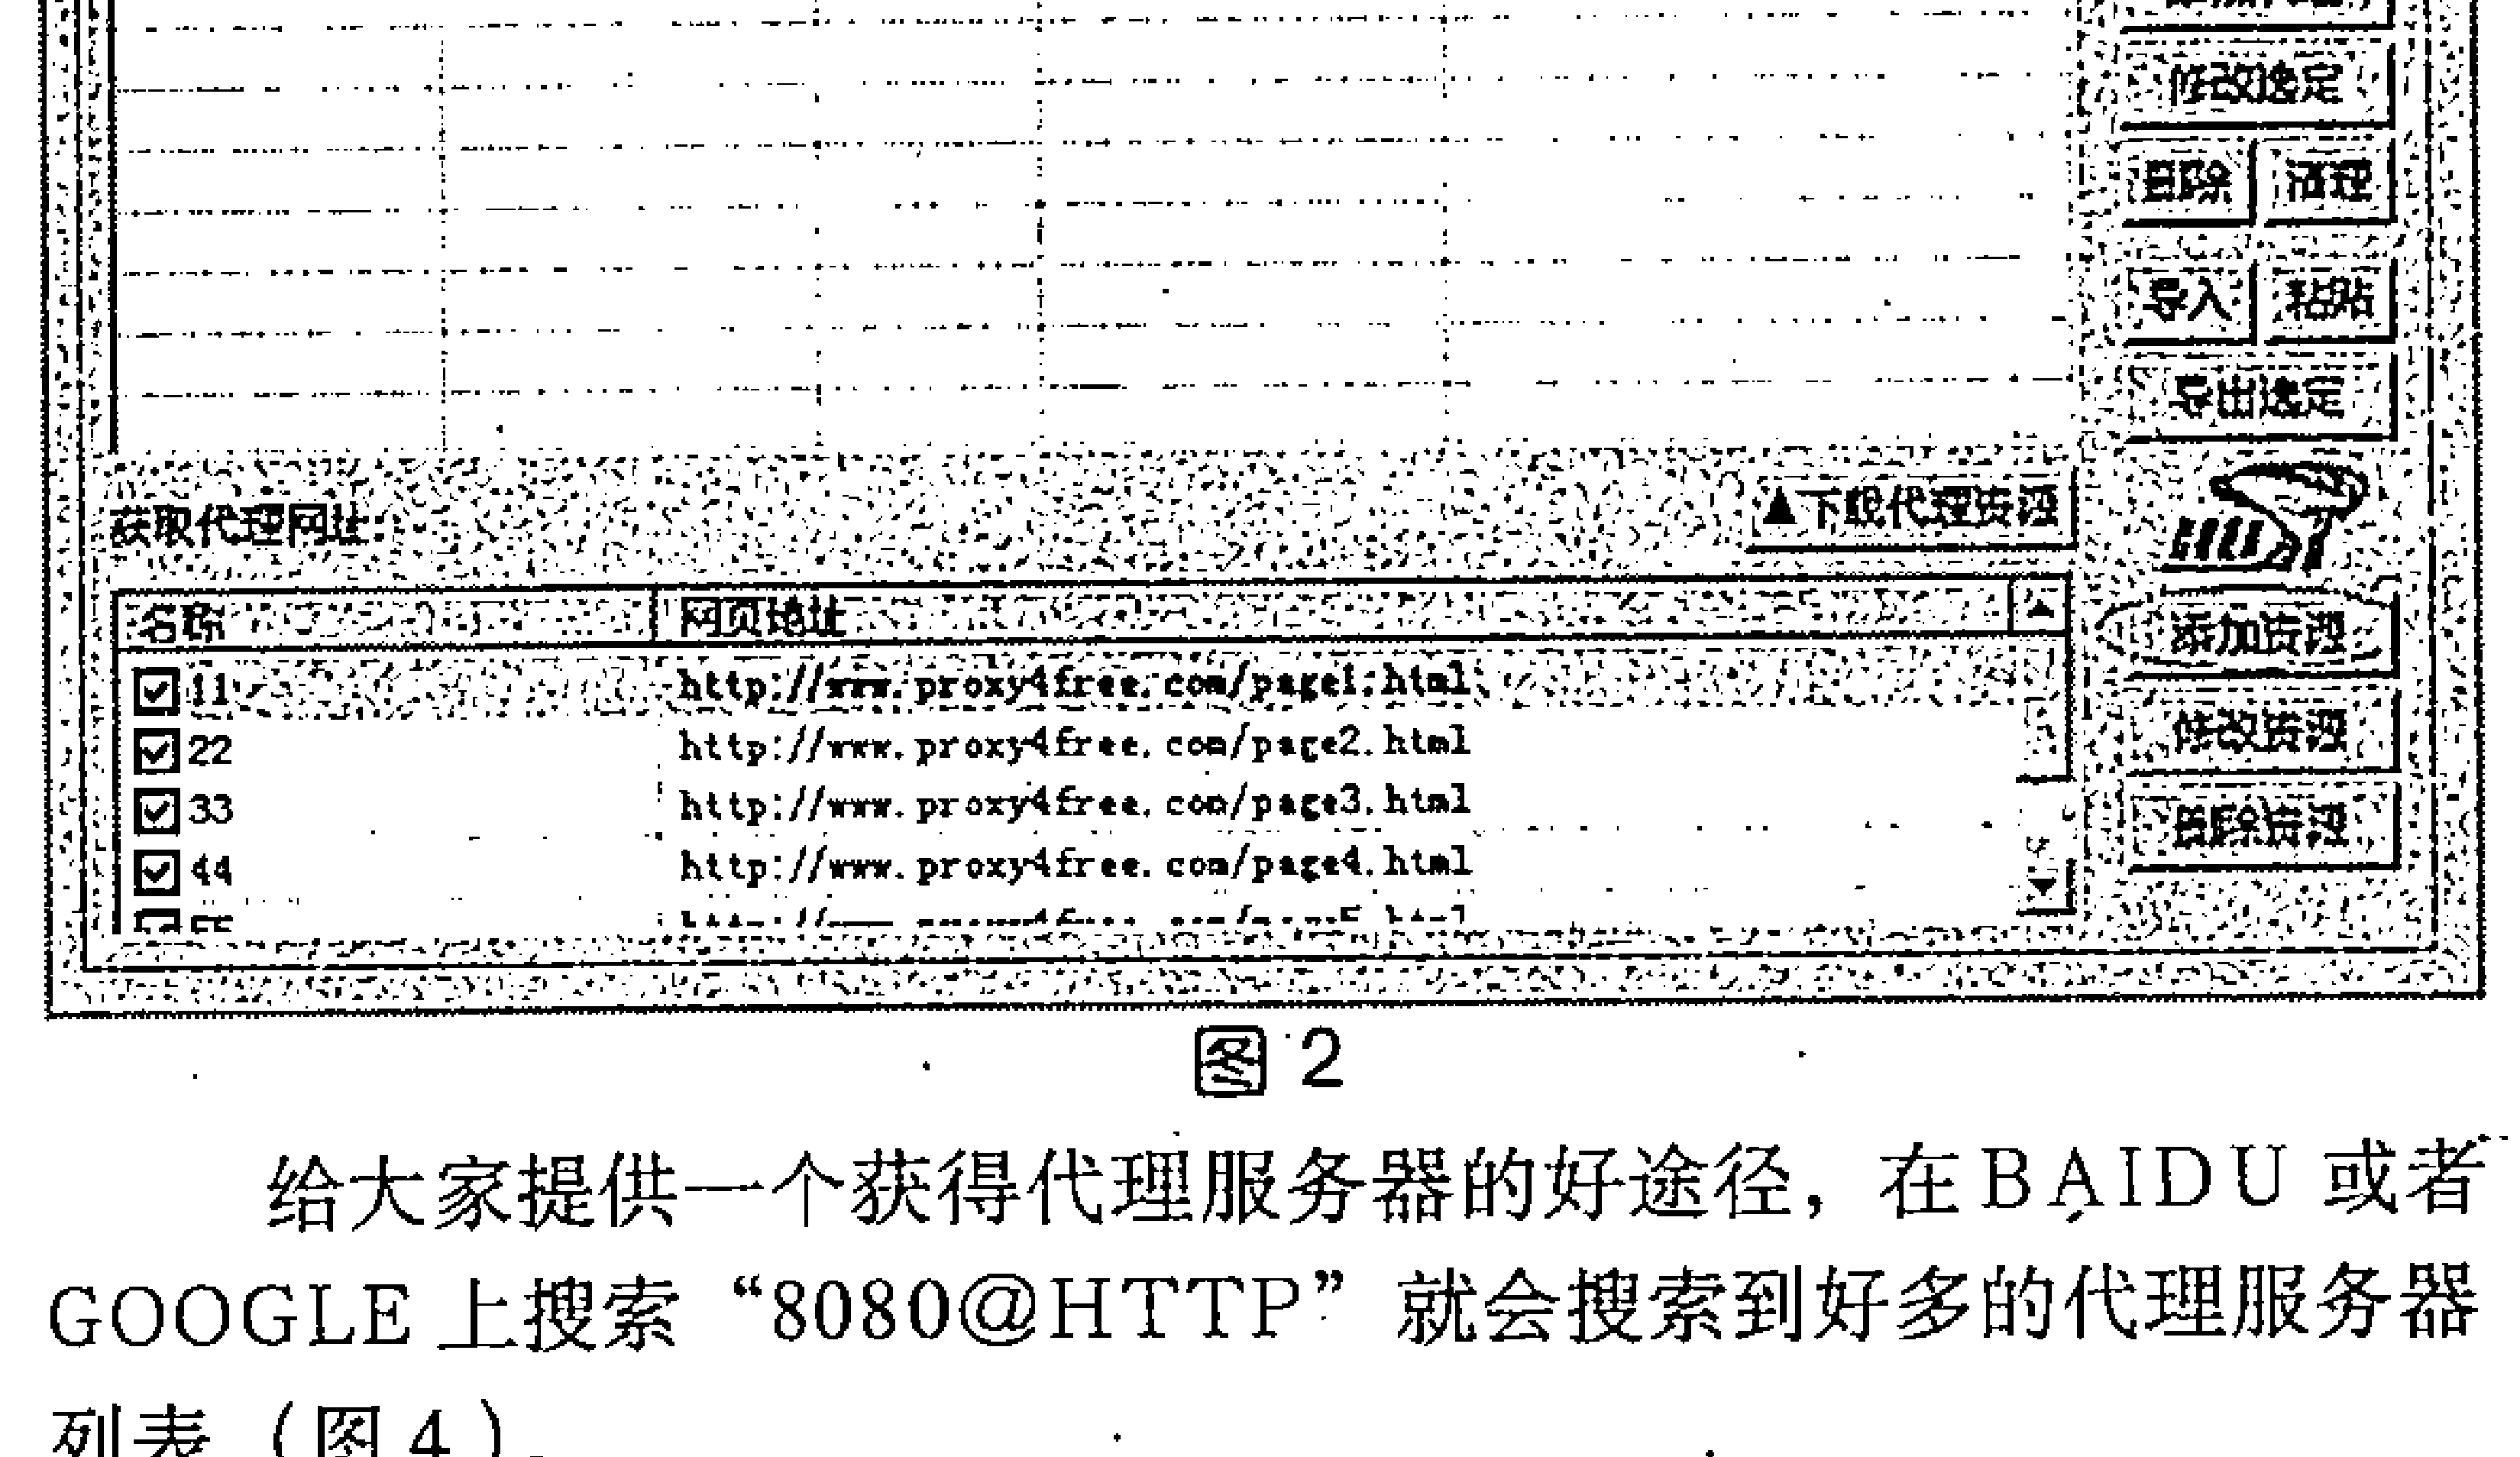 修改选定
删除 清理
导入 粘贴
导出选定
获取代理网址: ▲下载代理资源
名称 网页地址
添加资源
11 http://www.proxy4free.com/page1.html
22 http://www.proxy4free.com/page2.html
修改资源
33 http://www.proxy4free.com/page3.html
删除资源
44 http://www.proxy4free.com/page4.html
图 2
给大家提供一个获得代理服务器的好途径，在BAIDU 或者
GOOGLE 上搜索“8080@HTTP”就会搜索到好多的代理服务器
列表（图 4）。